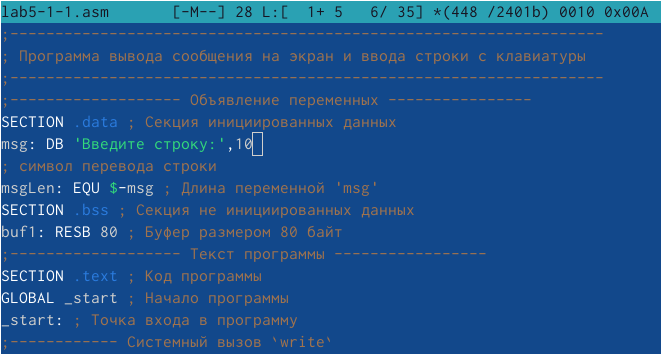 lab5-1-1.asm [-M--] 28 L:[ 1+ 5 6/ 35] *(448 /2401b) 0010 0x00A
;------------------------------------------------------------------
; Программа вывода сообщения на экран и ввода строки с клавиатуры
;------------------------------------------------------------------
;------------------- Объявление переменных ----------------
SECTION .data ; Секция инициированных данных
msg: DB 'Введите строку:',10
; символ перевода строки
msgLen: EQU $-msg ; Длина переменной 'msg'
SECTION .bss ; Секция не инициированных данных
buf1: RESB 80 ; Буфер размером 80 байт
;------------------- Текст программы -----------------
SECTION .text ; Код программы
GLOBAL _start ; Начало программы
_start: ; Точка входа в программу
;------------ Системный вызов `write`